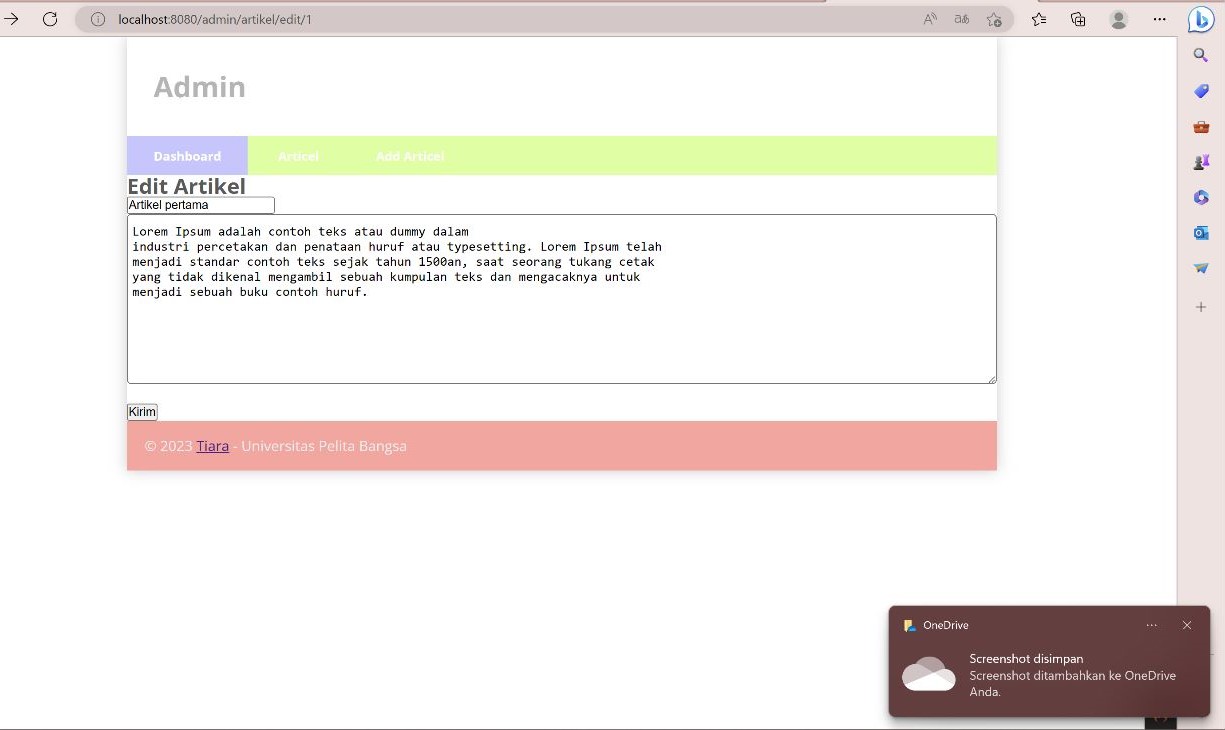 localhost:8080/admin/artikel/edit/1
Admin
Dashboard Articel Add Articel
Edit Artikel
Artikel pertama
Lorem Ipsum adalah contoh teks atau dummy dalam
industri percetakan dan penataan huruf atau typesetting. Lorem Ipsum telah
menjadi standar contoh teks sejak tahun 1500an, saat seorang tukang cetak
yang tidak dikenal mengambil sebuah kumpulan teks dan mengacaknya untuk
menjadi sebuah buku contoh huruf.
Kirim
© 2023 Tiara - Universitas Pelita Bangsa
OneDrive
Screenshot disimpan
Screenshot ditambahkan ke OneDrive
Anda.